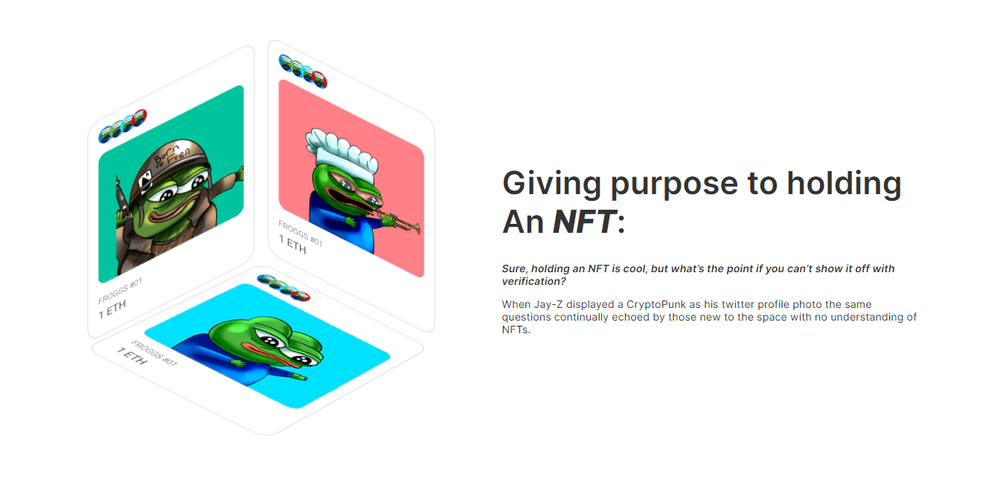 Born
to Fren
FROGGS #01
1 ETH
FROGGS #01
1 ETH
FROGGS #01
1 ETH
Giving purpose to holding
An NFT:
Sure, holding an NFT is cool, but what's the point if you can't show it off with
verification?
When Jay-Z displayed a CryptoPunk as his twitter profile photo the same
questions continually echoed by those new to the space with no understanding of
NFTs.